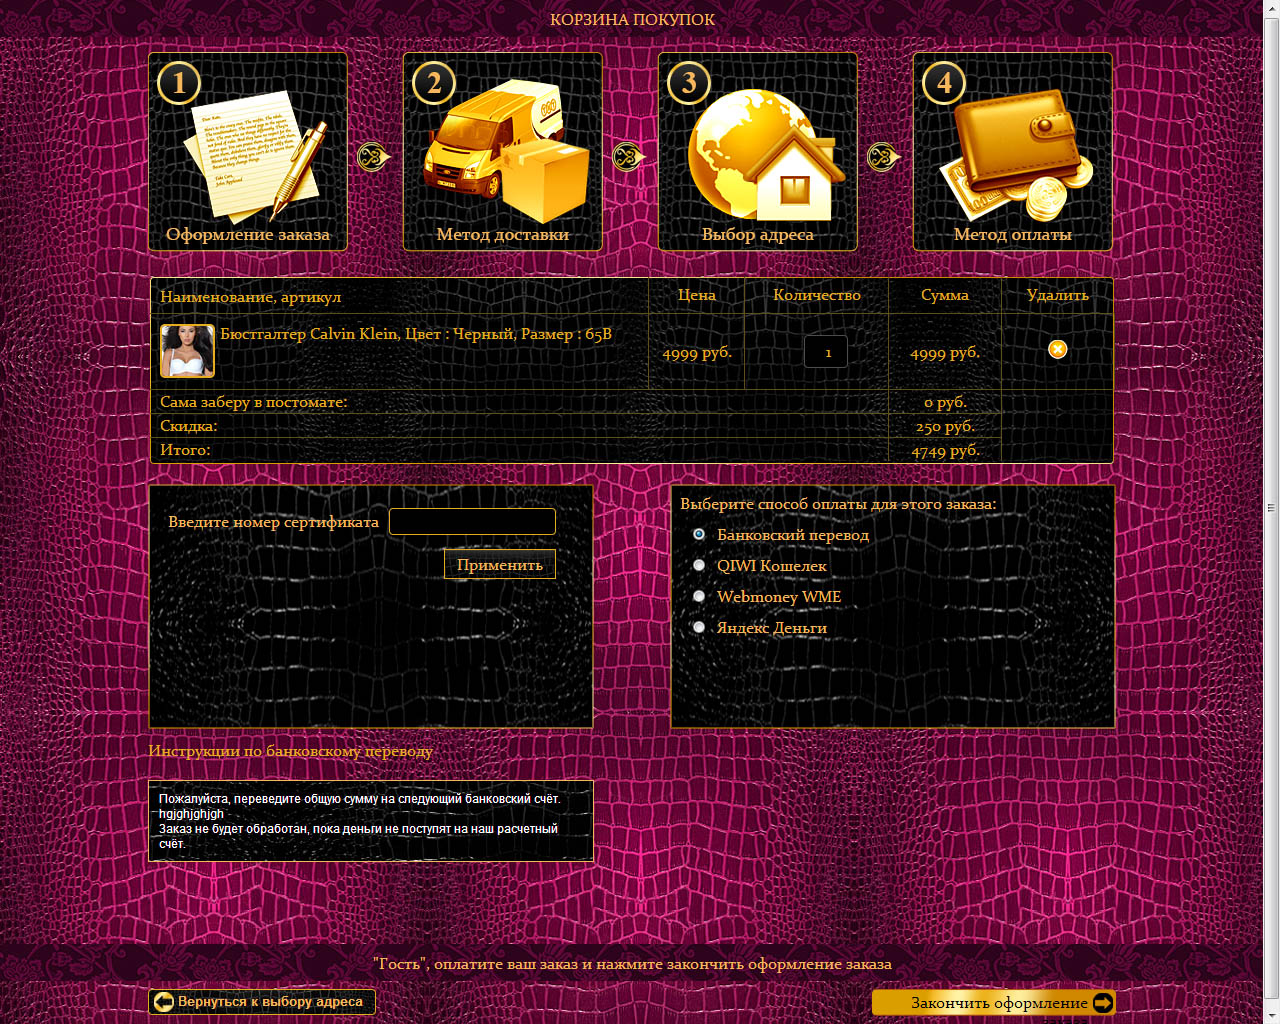 КОРЗИНА ПОКУПОК
1
2
3
4
Оформление заказа
Метод доставки
Выбор адреса
Метод оплаты
Наименование, артикул
Цена
Количество
Сумма
Удалить
Бюстгалтер Calvin Klein, Цвет : Черный, Размер : 65B
4999 руб.
1
4999 руб.
Сама заберу в постомате:
0 руб.
Скидка:
250 руб.
Итого:
4749 руб.
Введите номер сертификата
Применить
Выберите способ оплаты для этого заказа:
Банковский перевод
QIWI Кошелек
Webmoney WME
Яндекс Деньги
Инструкции по банковскому переводу
Пожалуйста, переведите общую сумму на следующий банковский счёт.
hgjghjghjgh
Заказ не будет обработан, пока деньги не поступят на наш расчетный
счёт.
"Гость", оплатите ваш заказ и нажмите закончить оформление заказа
Вернуться к выбору адреса
Закончить оформление